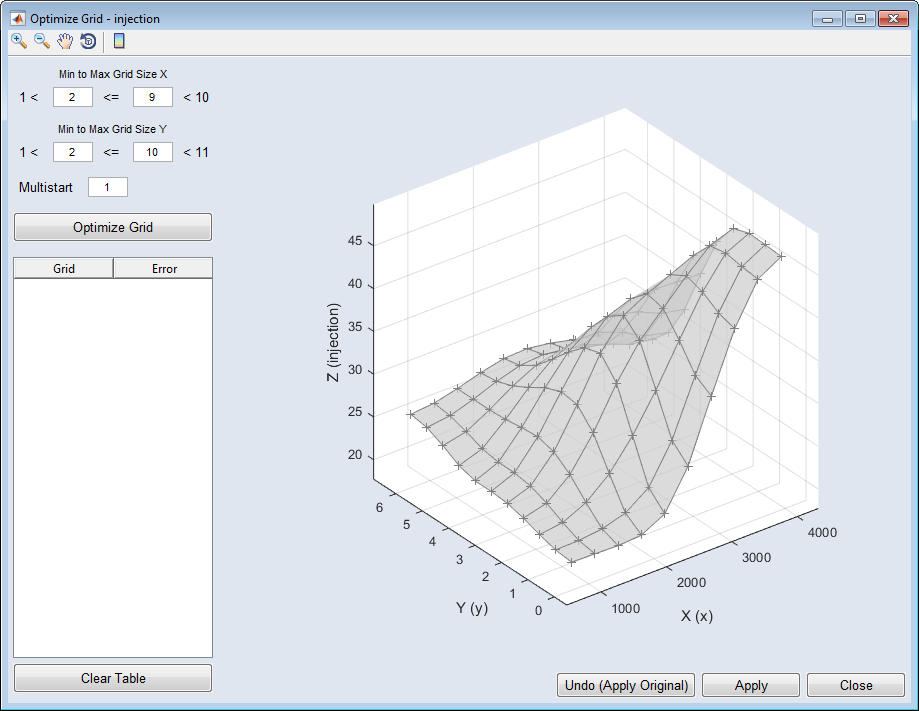 Optimize Grid - injection
Min to Max Grid Size X
1 < 2 <= 9 < 10
Min to Max Grid Size Y
1 < 2 <= 10 < 11
Multistart 1
Optimize Grid
Grid Error
Clear Table
Z (injection)
45
40
35
30
25
20
6
5
4
3
2
1
0
Y (y)
1000
2000
3000
4000
X (x)
Undo (Apply Original) Apply Close